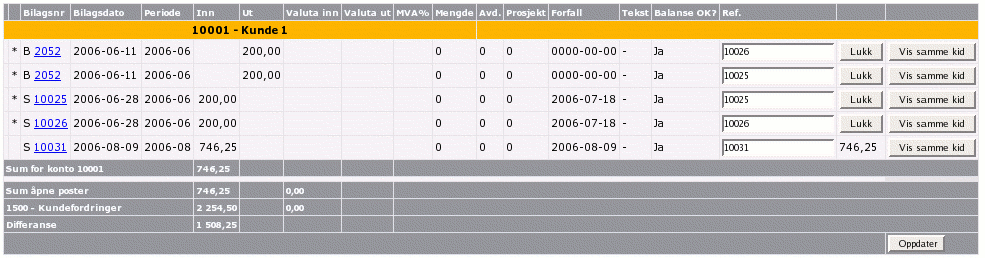 Bilagsnr Bilagsdato Periode Inn Ut Valuta inn Valuta ut MVA% Mengde Avd. Prosjekt Forfall Tekst Balanse OK? Ref.
10001 - Kunde 1
* B 2052 2006-06-11 2006-06 200,00 0 0 0 0000-00-00 - Ja 10026 Lukk Vis samme kid
* B 2052 2006-06-11 2006-06 200,00 0 0 0 0000-00-00 - Ja 10025 Lukk Vis samme kid
* S 10025 2006-06-28 2006-06 200,00 0 0 0 2006-07-18 - Ja 10025 Lukk Vis samme kid
* S 10026 2006-06-28 2006-06 200,00 0 0 0 2006-07-18 - Ja 10026 Lukk Vis samme kid
S 10031 2006-08-09 2006-08 746,25 0 0 0 2006-08-09 - Ja 10031 746,25 Vis samme kid
Sum for konto 10001 746,25
Sum åpne poster 746,25 0,00
1500 - Kundefordringer 2 254,50 0,00
Differanse 1 508,25
Oppdater